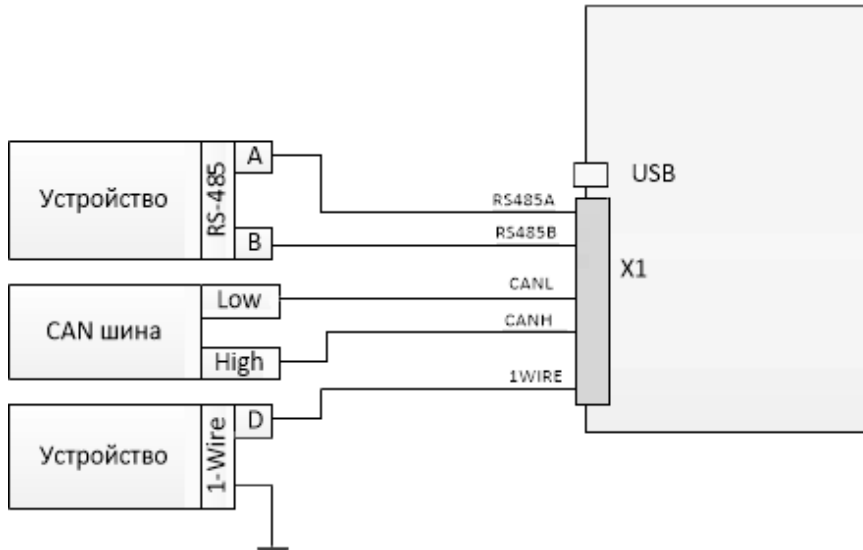 USB
A
RS-485
Устройство
RS485A
B
RS485B
X1
Low
CANL
CAN шина
CANH
High
1WIRE
D
1-Wire
Устройство